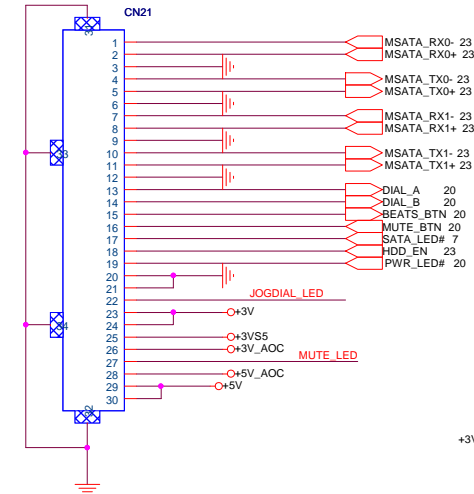 CN21
31
1 MSATA_RX0- 23
2 MSATA_RX0+ 23
3
4 MSATA_TX0- 23
5 MSATA_TX0+ 23
6
7 MSATA_RX1- 23
8 MSATA_RX1+ 23
9
33
10 MSATA_TX1- 23
11 MSATA_TX1+ 23
12
13 DIAL_A 20
14 DIAL_B 20
15 BEATS_BTN 20
16 MUTE_BTN 20
17 SATA_LED# 7
18 HDD_EN 23
19 PWR_LED# 20
20
21
22 JOGDIAL_LED
23 +3V
24
34
25 +3VS5
26 +3V_AOC
27 MUTE_LED
28 +5V_AOC
29 +5V
30
32